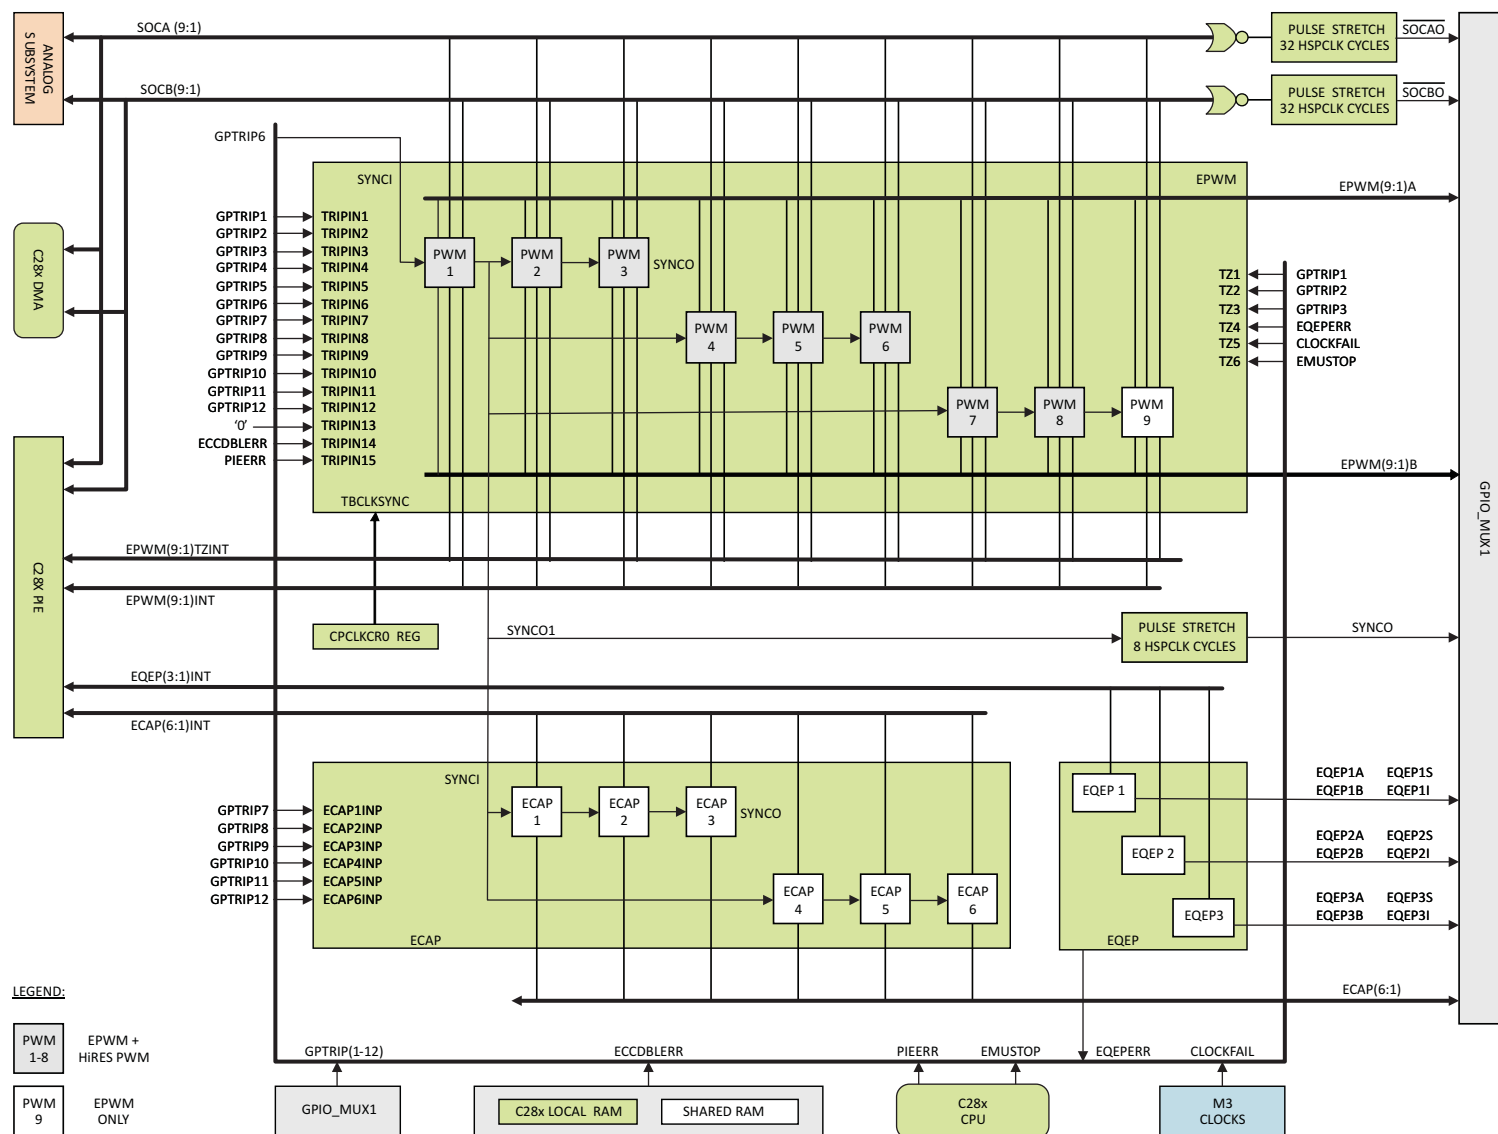 SOCA (9:1)
PULSE STRETCH
32 HSPCLK CYCLES
SOCAO
ANALOG
SUBSYSTEM
SOCB(9:1)
PULSE STRETCH
32 HSPCLK CYCLES
SOCBO
GPTRIP6
SYNCI
EPWM
EPWM(9:1)A
GPTRIP1 TRIPIN1
GPTRIP2 TRIPIN2
GPTRIP3 TRIPIN3
GPTRIP4 TRIPIN4
GPTRIP5 TRIPIN5
GPTRIP6 TRIPIN6
GPTRIP7 TRIPIN7
GPTRIP8 TRIPIN8
GPTRIP9 TRIPIN9
GPTRIP10 TRIPIN10
GPTRIP11 TRIPIN11
GPTRIP12 TRIPIN12
‘0’ TRIPIN13
ECCDBLERR TRIPIN14
PIEERR TRIPIN15
C28x DMA
PWM
1
PWM
2
PWM
3
SYNCO
PWM
4
PWM
5
PWM
6
PWM
7
PWM
8
PWM
9
TZ1 GPTRIP1
TZ2 GPTRIP2
TZ3 GPTRIP3
TZ4 EQEPERR
TZ5 CLOCKFAIL
TZ6 EMUSTOP
EPWM(9:1)B
GPIO_MUX1
TBCLKSYNC
EPWM(9:1)TZINT
C28X PIE
EPWM(9:1)INT
CPCLKCR0 REG
SYNCO1
PULSE STRETCH
8 HSPCLK CYCLES
SYNCO
EQEP(3:1)INT
ECAP(6:1)INT
SYNCI
GPTRIP7 ECAP1INP
GPTRIP8 ECAP2INP
GPTRIP9 ECAP3INP
GPTRIP10 ECAP4INP
GPTRIP11 ECAP5INP
GPTRIP12 ECAP6INP
ECAP
1
ECAP
2
ECAP
3
SYNCO
ECAP
4
ECAP
5
ECAP
6
ECAP
EQEP 1
EQEP 2
EQEP3
EQEP
EQEP1A EQEP1S
EQEP1B EQEP1I
EQEP2A EQEP2S
EQEP2B EQEP2I
EQEP3A EQEP3S
EQEP3B EQEP3I
ECAP(6:1)
LEGEND:
PWM
1-8
EPWM +
HiRES PWM
PWM
9
EPWM
ONLY
GPTRIP(1-12)
ECCDBLERR
PIEERR
EMUSTOP
EQEPERR
CLOCKFAIL
GPIO_MUX1
C28x LOCAL RAM
SHARED RAM
C28x
CPU
M3
CLOCKS